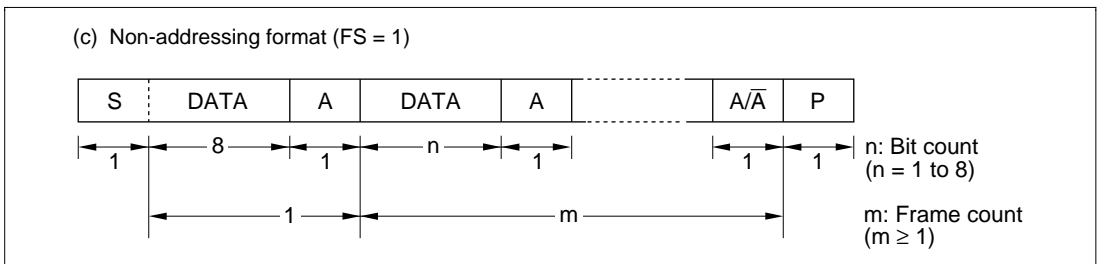 (c) Non-addressing format (FS = 1)
S DATA A DATA A A/A̅ P
1 8 1 n 1 1 1
n: Bit count
(n = 1 to 8)
1 m
m: Frame count
(m ≥ 1)